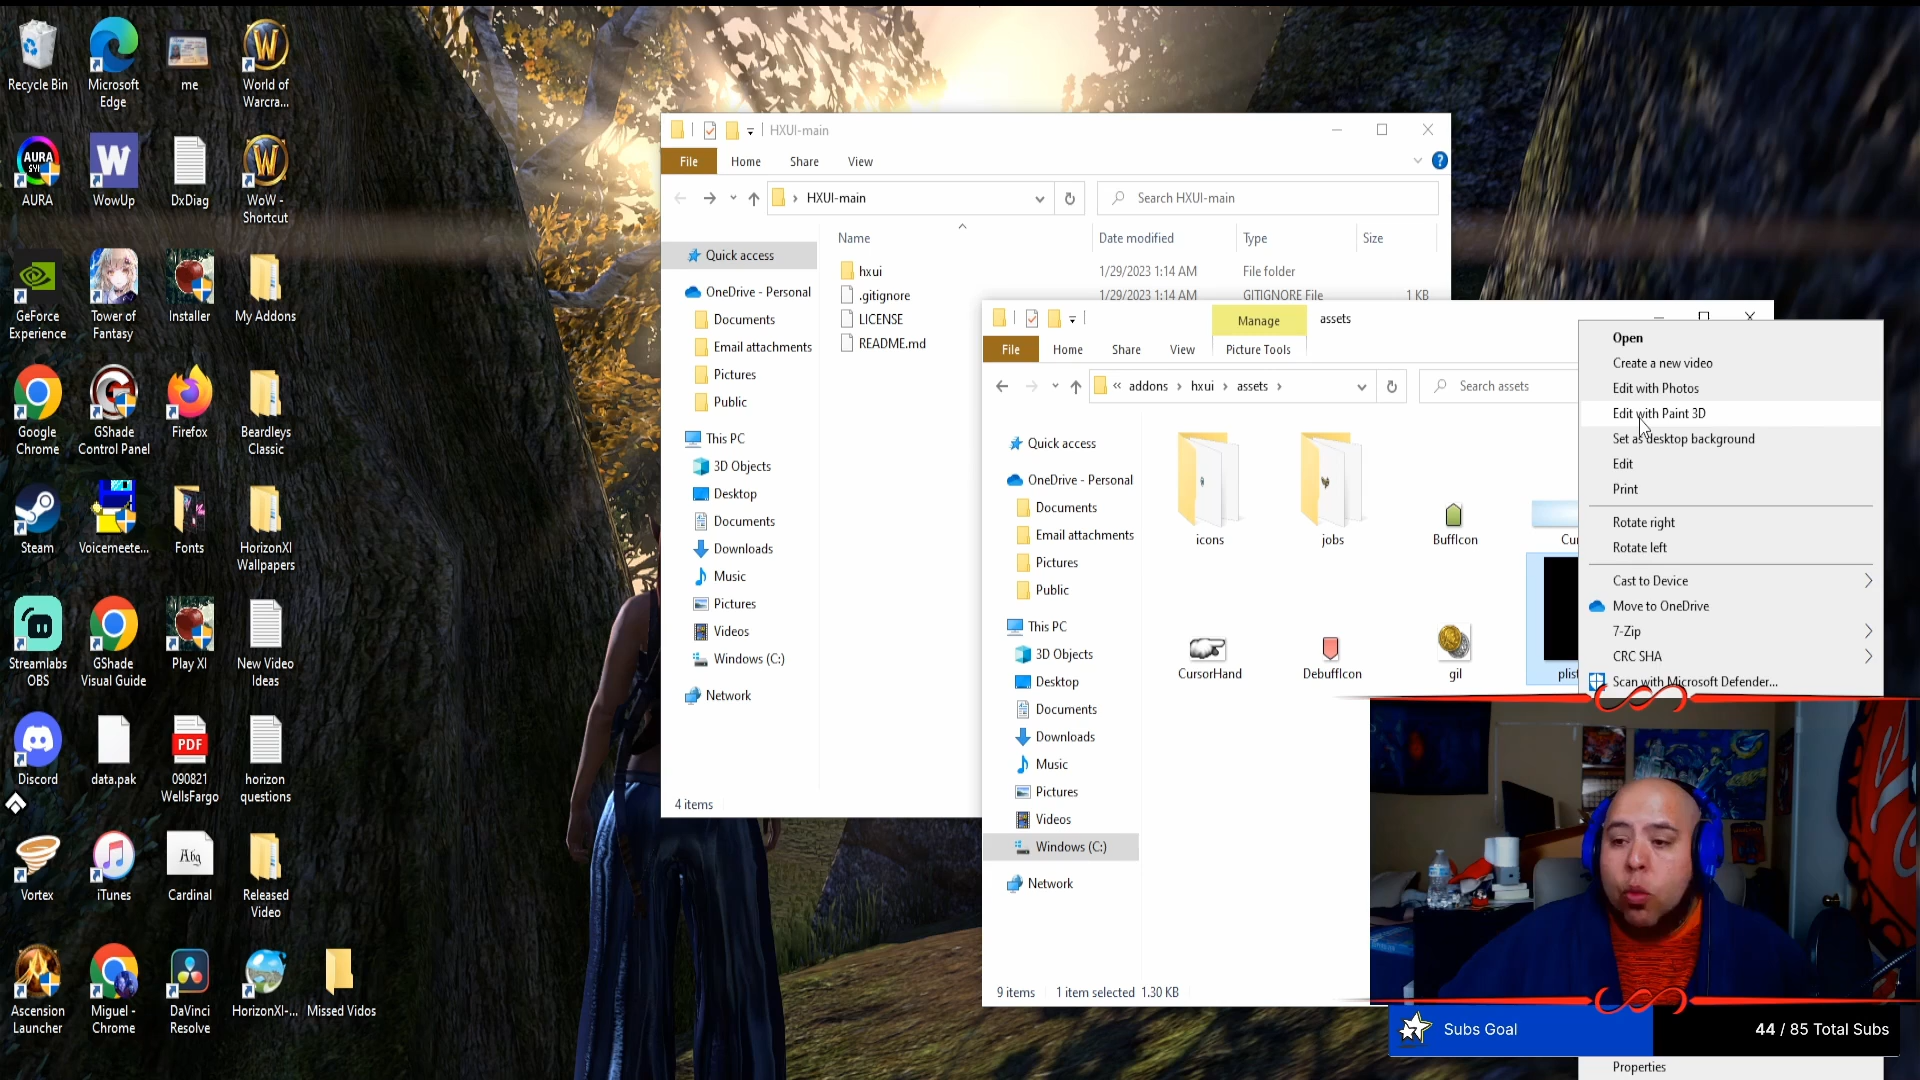 Recycle Bin
Microsoft
Edge
me
World of
Warcra...
AURA
WowUp
DxDiag
WoW -
Shortcut
GeForce
Experience
Tower of
Fantasy
Installer
My Addons
Google
Chrome
GShade
Control Panel
Firefox
Beardleys
Classic
Steam
Voicemeete...
Fonts
HorizonXI
Wallpapers
Streamlabs
OBS
GShade
Visual Guide
Play XI
New Video
Ideas
Discord
data.pak
PDF
090821
WellsFargo
horizon
questions
Vortex
iTunes
Abg
Cardinal
Released
Video
Ascension
Launcher
Miguel -
Chrome
DaVinci
Resolve
HorizonXI-...
Missed Vidos
HXUI-main
File
Home
Share
View
HXUI-main
Search HXUI-main
Name
Date modified
Type
Size
hxui
1/29/2023 1:14 AM
File folder
.gitignore
1/29/2023 1:14 AM
GITIGNORE File
1 KB
LICENSE
README.md
Quick access
OneDrive - Personal
Documents
Email attachments
Pictures
Public
This PC
3D Objects
Desktop
Documents
Downloads
Music
Pictures
Videos
Windows (C:)
Network
4 items
Manage
assets
File
Home
Share
View
Picture Tools
« addons › hxui › assets ›
Search assets
Quick access
OneDrive - Personal
Documents
Email attachments
Pictures
Public
This PC
3D Objects
Desktop
Documents
Downloads
Music
Pictures
Videos
Windows (C:)
Network
icons
jobs
BuffIcon
Cur
CursorHand
DebuffIcon
gil
plist
9 items
1 item selected 1.30 KB
Open
Create a new video
Edit with Photos
Edit with Paint 3D
Set as desktop background
Edit
Print
Rotate right
Rotate left
Cast to Device
Move to OneDrive
7-Zip
CRC SHA
Scan with Microsoft Defender...
Subs Goal
44 / 85 Total Subs
Properties